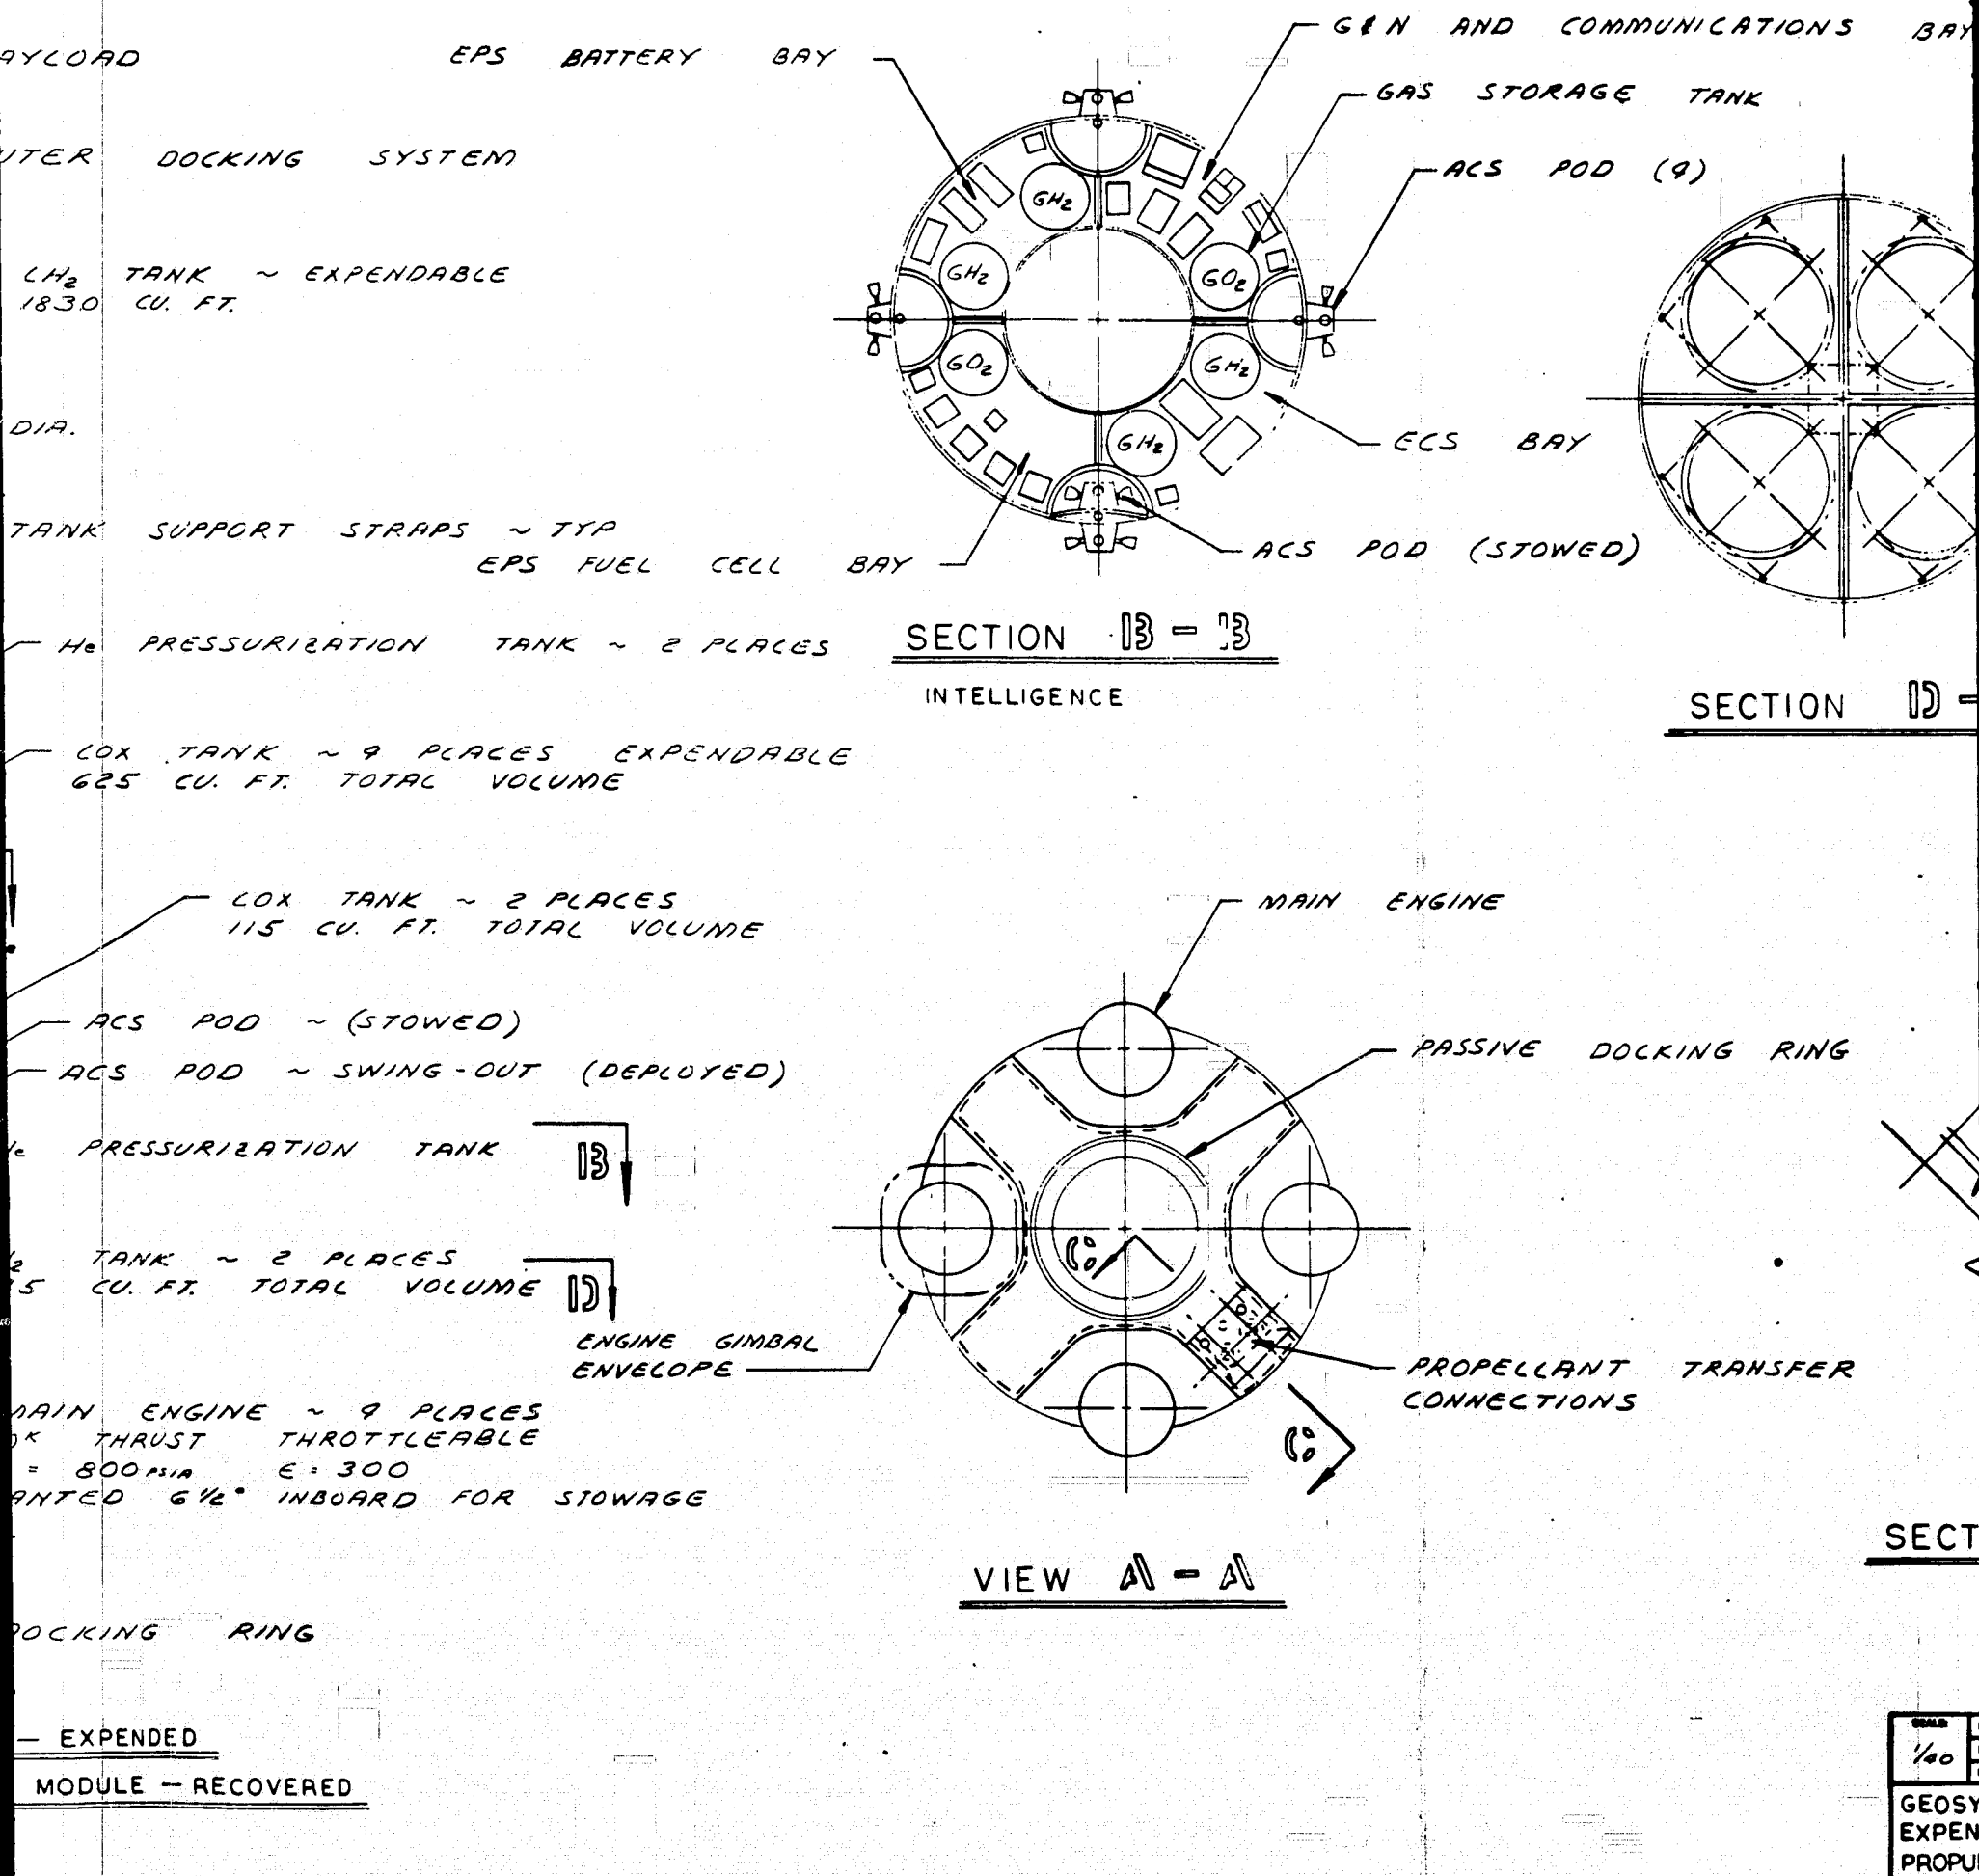 AYLOAD
UTER DOCKING SYSTEM
LH2 TANK ~ EXPENDABLE
1830 CU. FT.
DIA.
TANK SUPPORT STRAPS ~ TYP
He PRESSURIZATION TANK ~ 2 PLACES
LOX TANK ~ 4 PLACES EXPENDABLE
625 CU. FT. TOTAL VOLUME
LOX TANK ~ 2 PLACES
115 CU. FT. TOTAL VOLUME
ACS POD ~ (STOWED)
ACS POD ~ SWING-OUT (DEPLOYED)
PRESSURIZATION TANK
B
TANK ~ 2 PLACES
5 CU. FT. TOTAL VOLUME
D
MAIN ENGINE ~ 4 PLACES
0K THRUST THROTTLEABLE
= 800 PSIA ε = 300
ANTED 6 1/2° INBOARD FOR STOWAGE
DOCKING RING
— EXPENDED
MODULE — RECOVERED
EPS BATTERY BAY
G&N AND COMMUNICATIONS BAY
GAS STORAGE TANK
ACS POD (4)
GH2
GH2
GO2
GO2
GH2
GH2
ECS BAY
ACS POD (STOWED)
EPS FUEL CELL BAY
SECTION B-B
INTELLIGENCE
SECTION D-
MAIN ENGINE
PASSIVE DOCKING RING
C
ENGINE GIMBAL
ENVELOPE
PROPELLANT TRANSFER
CONNECTIONS
C
VIEW A-A
SECT
SCALE
1/40
GEOSY
EXPEN
PROPU